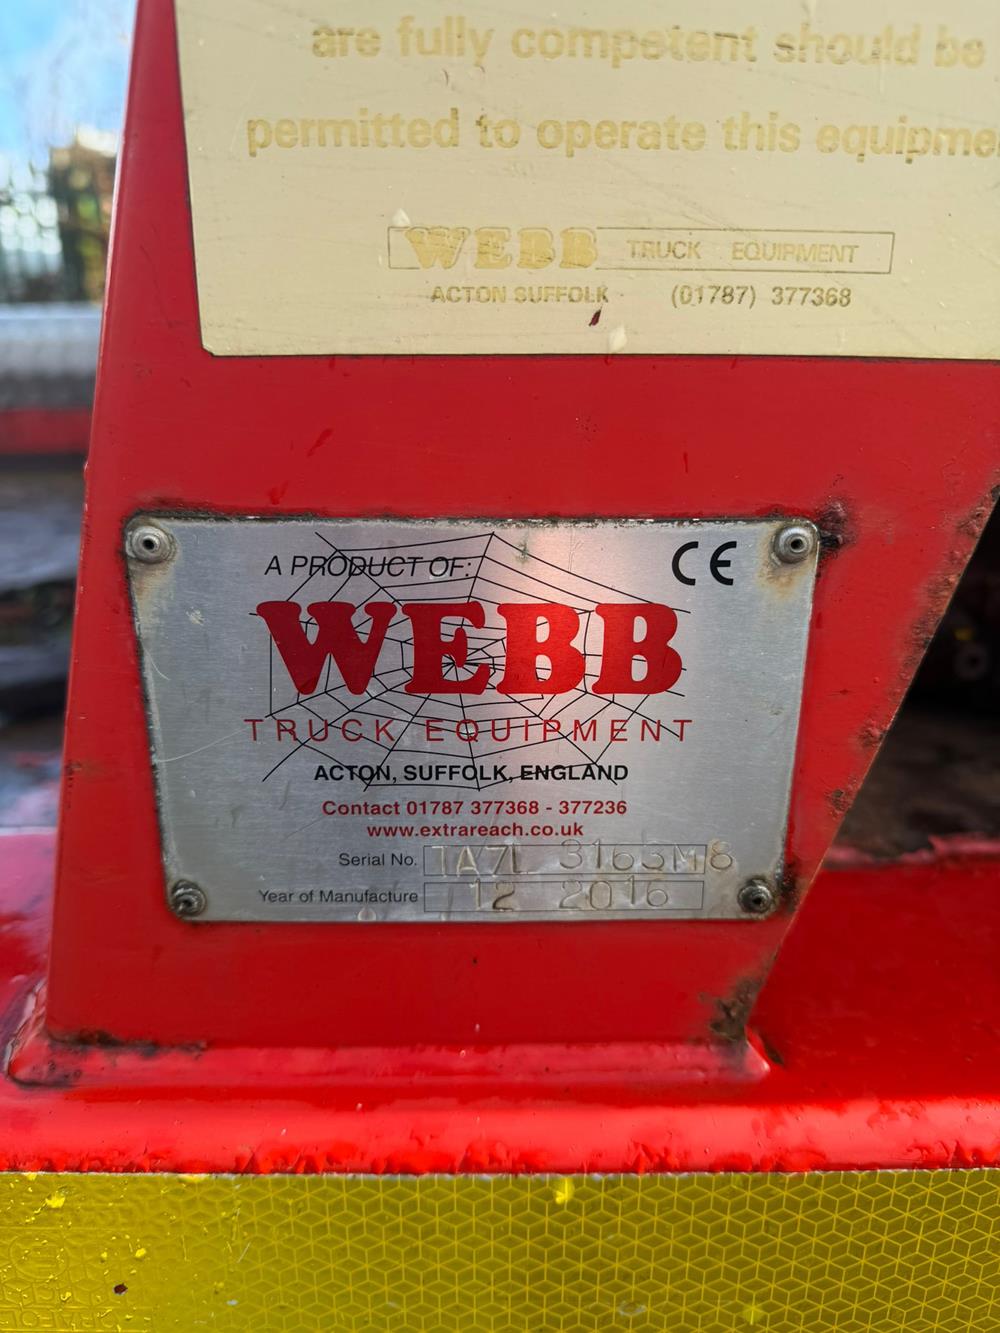 are fully competent should be
permitted to operate this
WEBB TRUCK EQUIPMENT
ACTON SUFFOLK (01787) 377368
A PRODUCT OF:
CE
WEBB
TRUCK EQUIPMENT
ACTON, SUFFOLK, ENGLAND
Contact 01787 377368 - 377236
www.extrareach.co.uk
Serial No. TA7L 3163M8
Year of Manufacture 12 2016